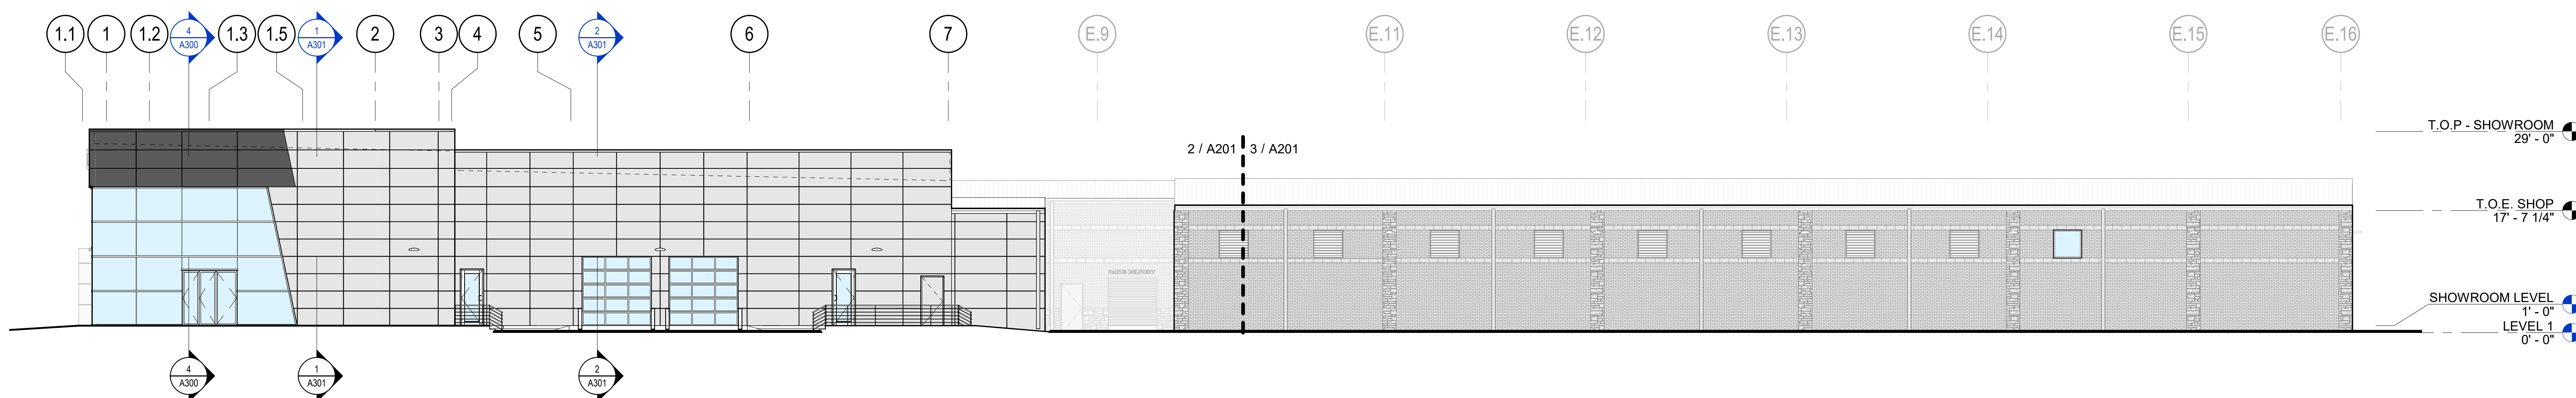 1.1
1
1.2
4
A300
1.3
1.5
1
A301
2
3
4
5
2
A301
6
7
E.9
E.11
E.12
E.13
E.14
E.15
E.16
T.O.P - SHOWROOM
29' - 0"
2 / A201
3 / A201
T.O.E. SHOP
17' - 7 1/4"
PARTS DELIVERY
SHOWROOM LEVEL
1' - 0"
LEVEL 1
0' - 0"
4
A300
1
A301
2
A301